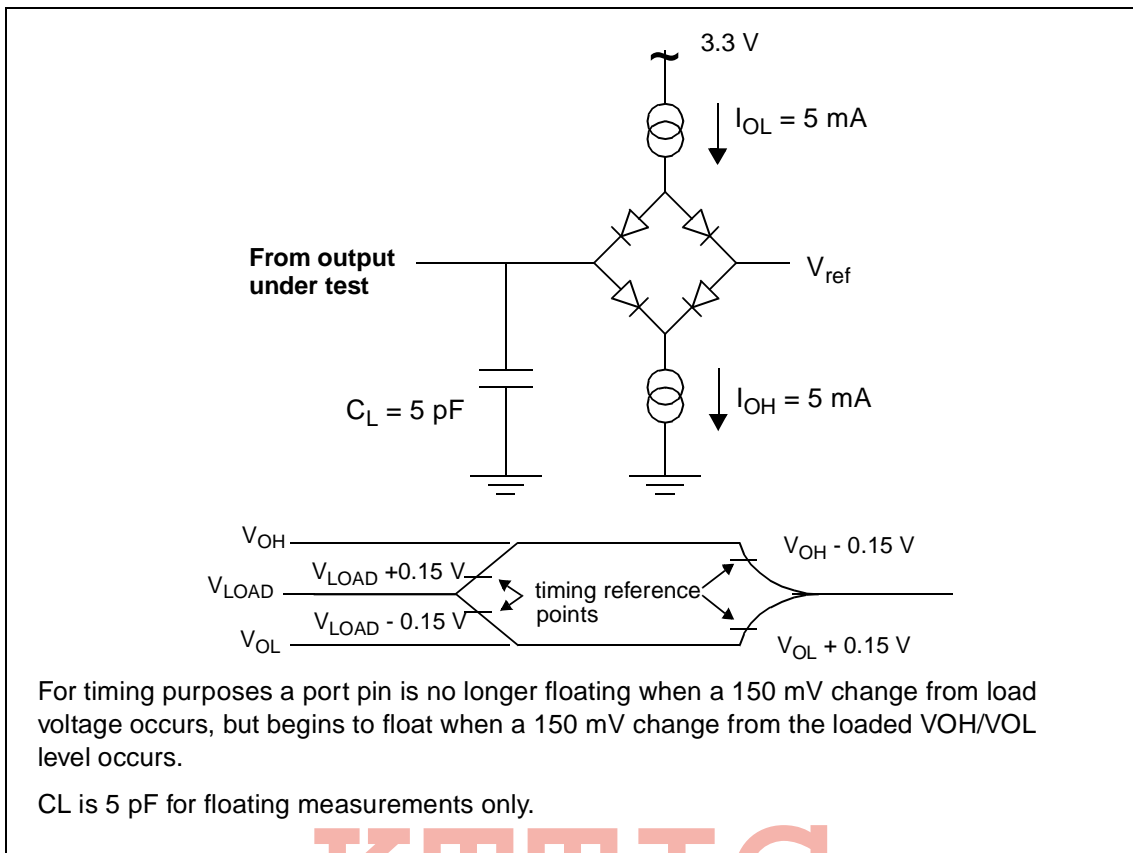 3.3 V
~
I_OL = 5 mA
From output
under test
V_ref
C_L = 5 pF
I_OH = 5 mA
V_OH
V_OH - 0.15 V
V_LOAD +0.15 V
V_LOAD
timing reference
points
V_LOAD - 0.15 V
V_OL
V_OL + 0.15 V
For timing purposes a port pin is no longer floating when a 150 mV change from load
voltage occurs, but begins to float when a 150 mV change from the loaded VOH/VOL
level occurs.
CL is 5 pF for floating measurements only.